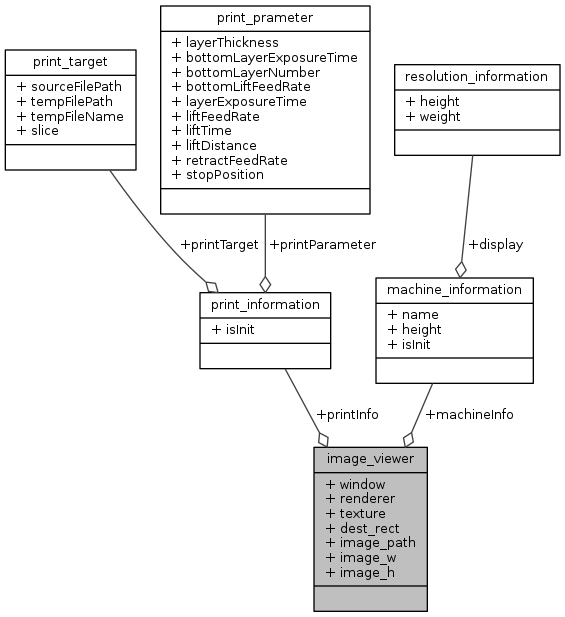 print_prameter
+ layerThickness
+ bottomLayerExposureTime
+ bottomLayerNumber
+ bottomLiftFeedRate
+ layerExposureTime
+ liftFeedRate
+ liftTime
+ liftDistance
+ retractFeedRate
+ stopPosition
print_target
+ sourceFilePath
+ tempFilePath
+ tempFileName
+ slice
resolution_information
+ height
+ weight
+printTarget
+printParameter
+display
print_information
+ isInit
machine_information
+ name
+ height
+ isInit
+printInfo
+machineInfo
image_viewer
+ window
+ renderer
+ texture
+ dest_rect
+ image_path
+ image_w
+ image_h